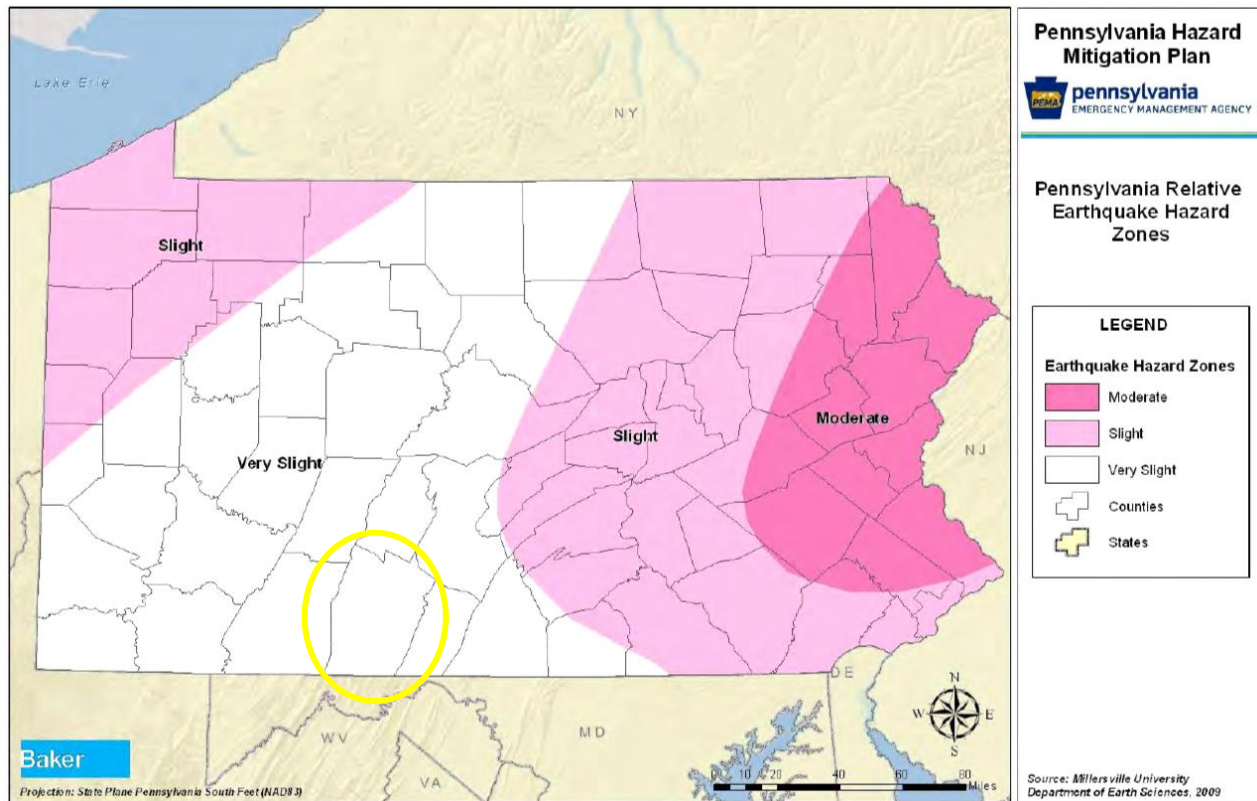 Lake Erie
NY
Slight
Very Slight
Slight
Moderate
NJ
DE
MD
WV
VA
N
W E
S
0 10 20 40 60 80
Miles
Baker
Projection: State Plane Pennsylvania South Feet (NAD83)
Pennsylvania Hazard
Mitigation Plan
PEMA
pennsylvania
EMERGENCY MANAGEMENT AGENCY
Pennsylvania Relative
Earthquake Hazard
Zones
LEGEND
Earthquake Hazard Zones
Moderate
Slight
Very Slight
Counties
States
Source: Millersville University
Department of Earth Sciences, 2009